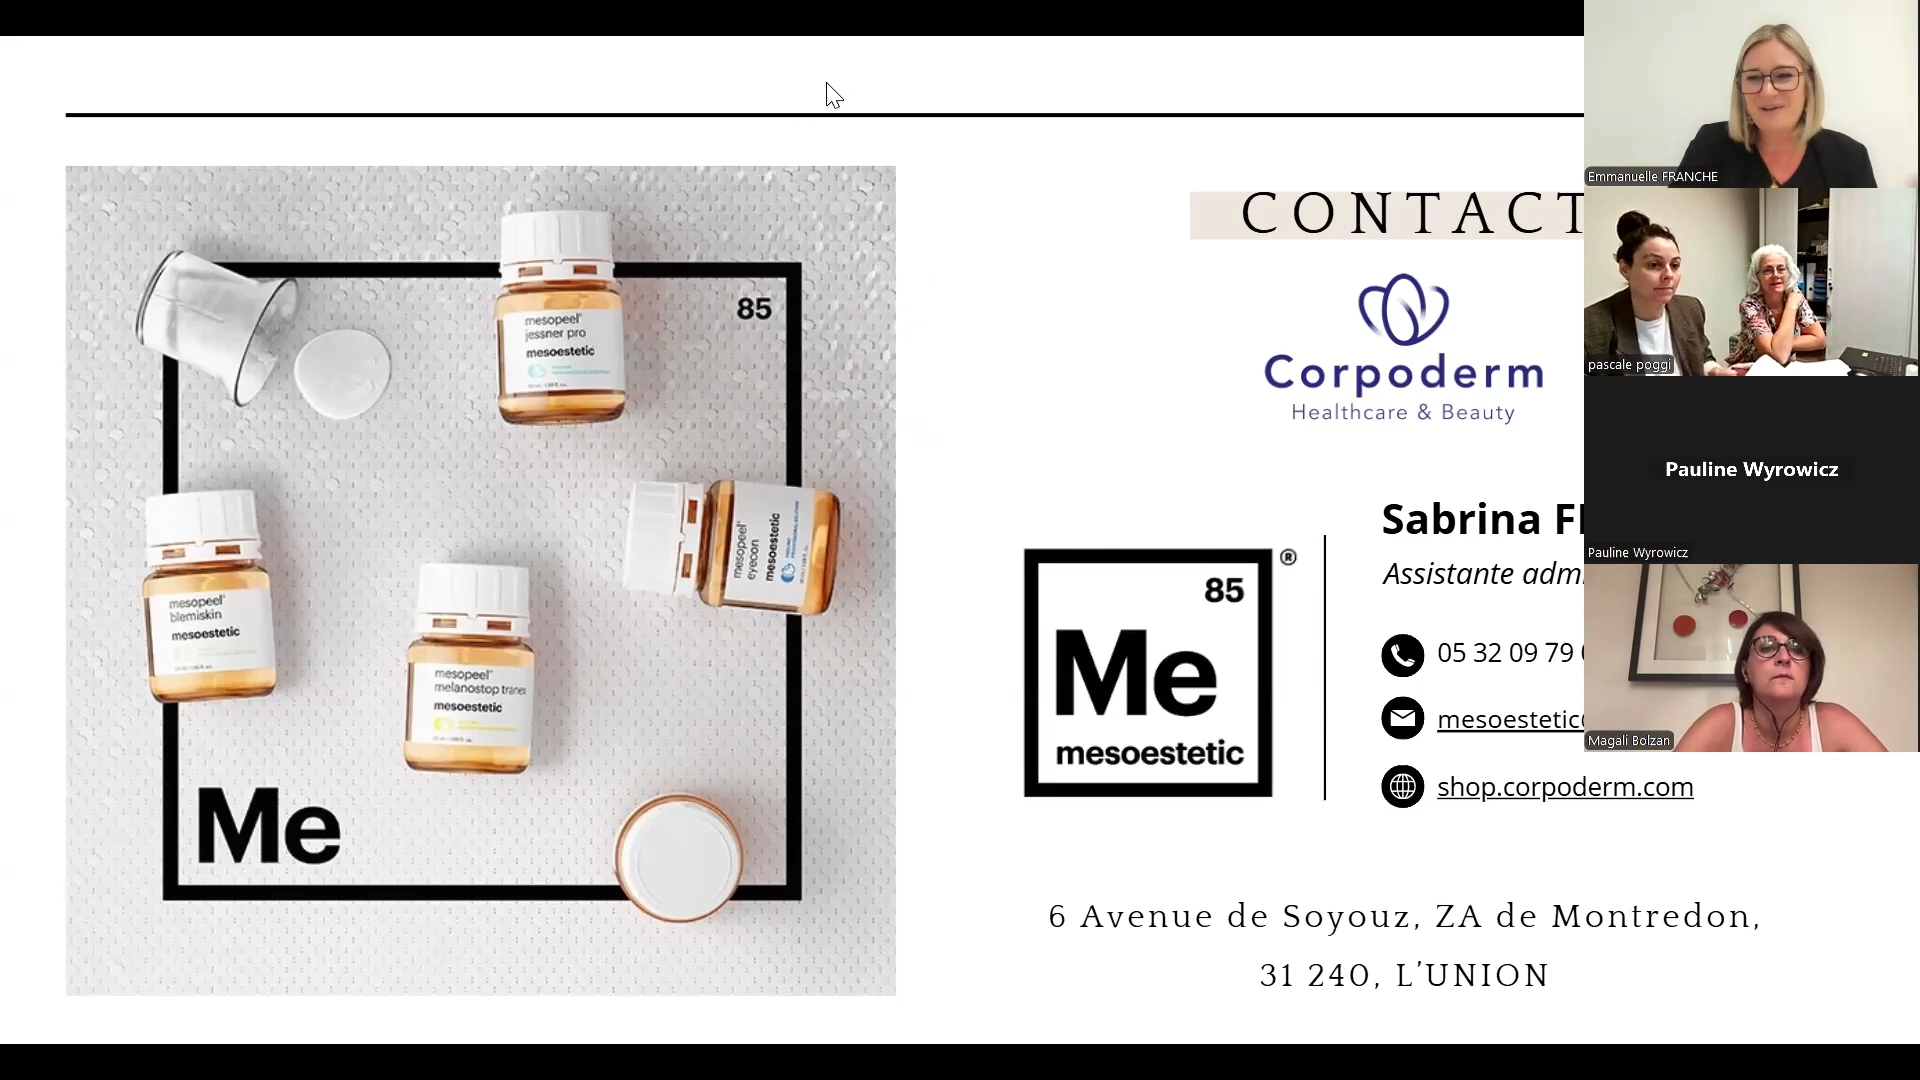 CONTACT
Corpoderm
Healthcare & Beauty
Sabrina
Assistante
05 32 09 79
mesoestetic
shop.corpoderm.com
6 Avenue de Soyouz, ZA de Montredon,
31 240, L’UNION
®
85
Me
mesoestetic
85
Me
mesopeel®
jessner pro
mesoestetic
mesopeel®
blemiskin
mesoestetic
mesopeel®
melanostop tranex
mesoestetic
mesopeel®
eyecon
mesoestetic
Emmanuelle FRANCHE
pascale poggi
Pauline Wyrowicz
Pauline Wyrowicz
Magali Bolzan